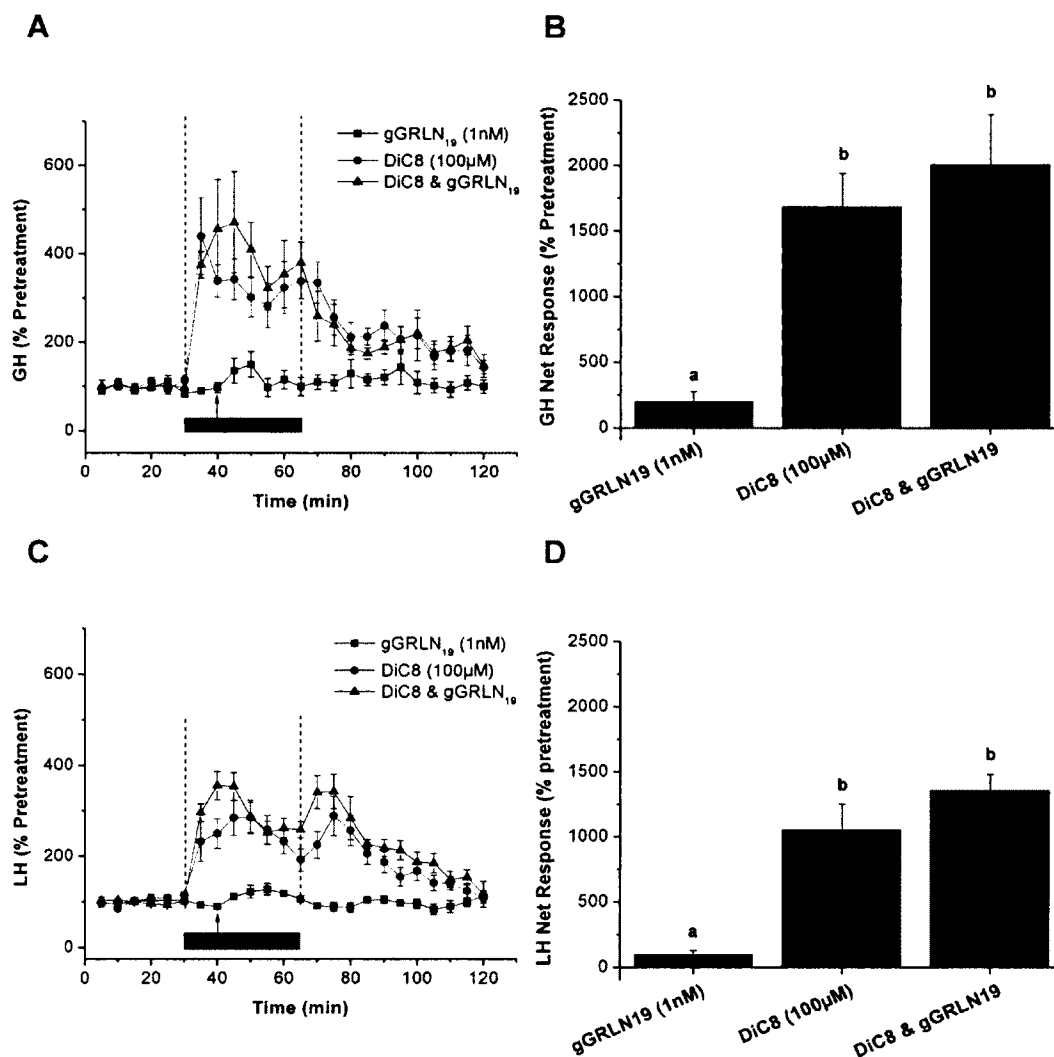 A
GH (% Pretreatment)
600
400
200
0
gGRLN₁₉ (1nM)
DiC8 (100µM)
DiC8 & gGRLN₁₉
0 20 40 60 80 100 120
Time (min)
B
GH Net Response (% Pretreatment)
2500
2000
1500
1000
500
0
a
b
b
gGRLN19 (1nM)
DiC8 (100µM)
DiC8 & gGRLN19
C
LH (% Pretreatment)
600
400
200
0
gGRLN₁₉ (1nM)
DiC8 (100µM)
DiC8 & gGRLN₁₉
0 20 40 60 80 100 120
Time (min)
D
LH Net Response (% pretreatment)
2500
2000
1500
1000
500
0
a
b
b
gGRLN19 (1nM)
DiC8 (100µM)
DiC8 & gGRLN19